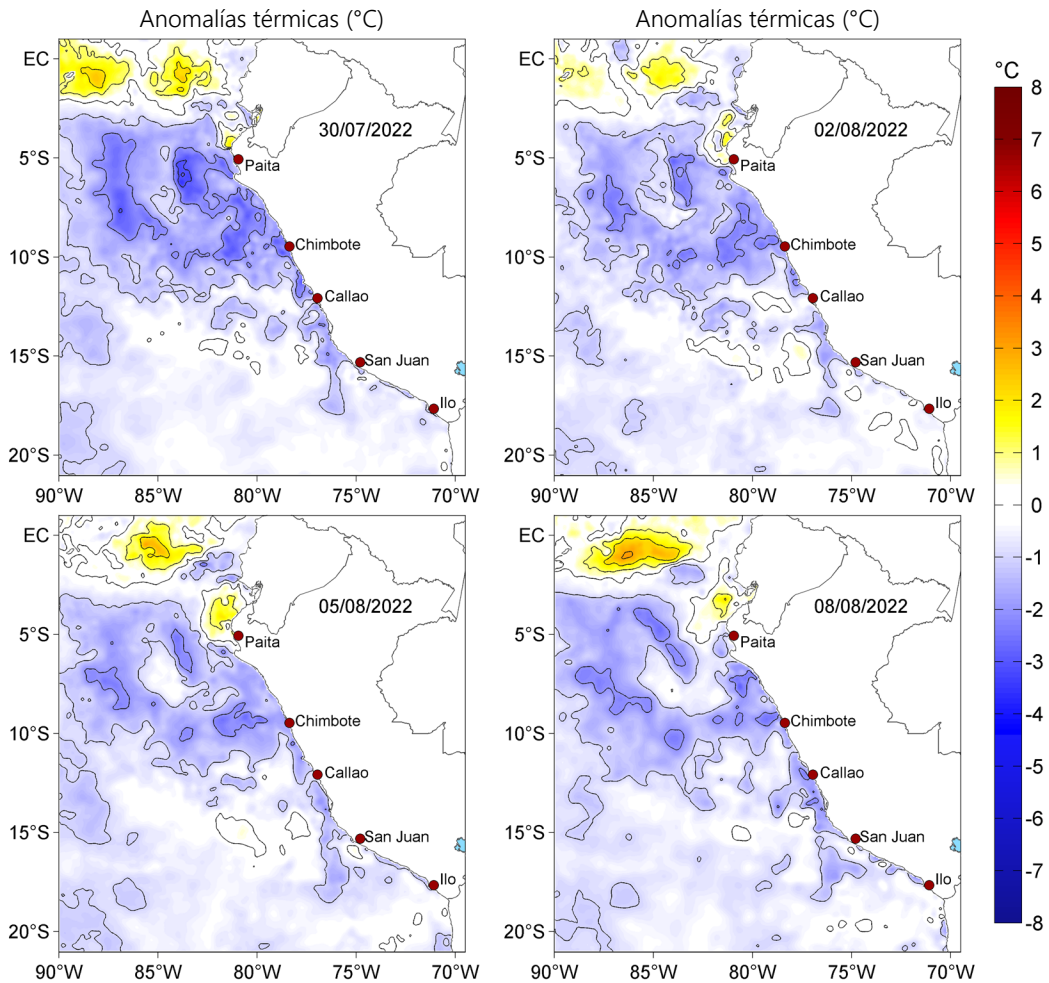 Anomalías térmicas (°C)
Anomalías térmicas (°C)
EC
5°S
10°S
15°S
20°S
30/07/2022
Paita
Chimbote
Callao
San Juan
Ilo
90°W
85°W
80°W
75°W
70°W
02/08/2022
EC
5°S
10°S
15°S
20°S
Paita
Chimbote
Callao
San Juan
Ilo
90°W
85°W
80°W
75°W
70°W
°C
8
7
6
5
4
3
2
1
0
-1
-2
-3
-4
-5
-6
-7
-8
EC
5°S
10°S
15°S
20°S
05/08/2022
Paita
Chimbote
Callao
San Juan
Ilo
90°W
85°W
80°W
75°W
70°W
EC
5°S
10°S
15°S
20°S
08/08/2022
Paita
Chimbote
Callao
San Juan
Ilo
90°W
85°W
80°W
75°W
70°W